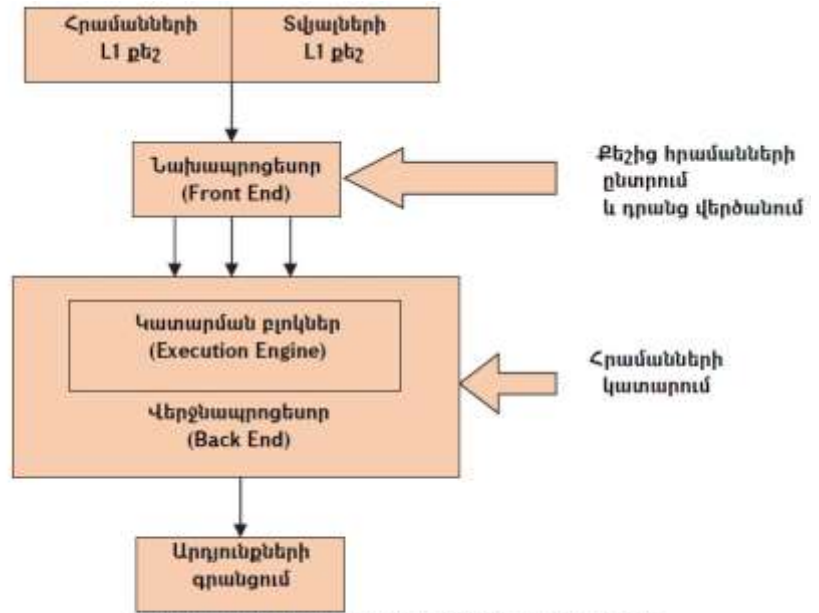 Հրամանների
L1 քեշ
Տվյալների
L1 քեշ
Նախապրոցեսոր
(Front End)
Քեշից հրամանների
ընտրում
և դրանց վերծանում
Կատարման բլոկներ
(Execution Engine)
Վերջնապրոցեսոր
(Back End)
Հրամանների
կատարում
Արդյունքների
գրանցում